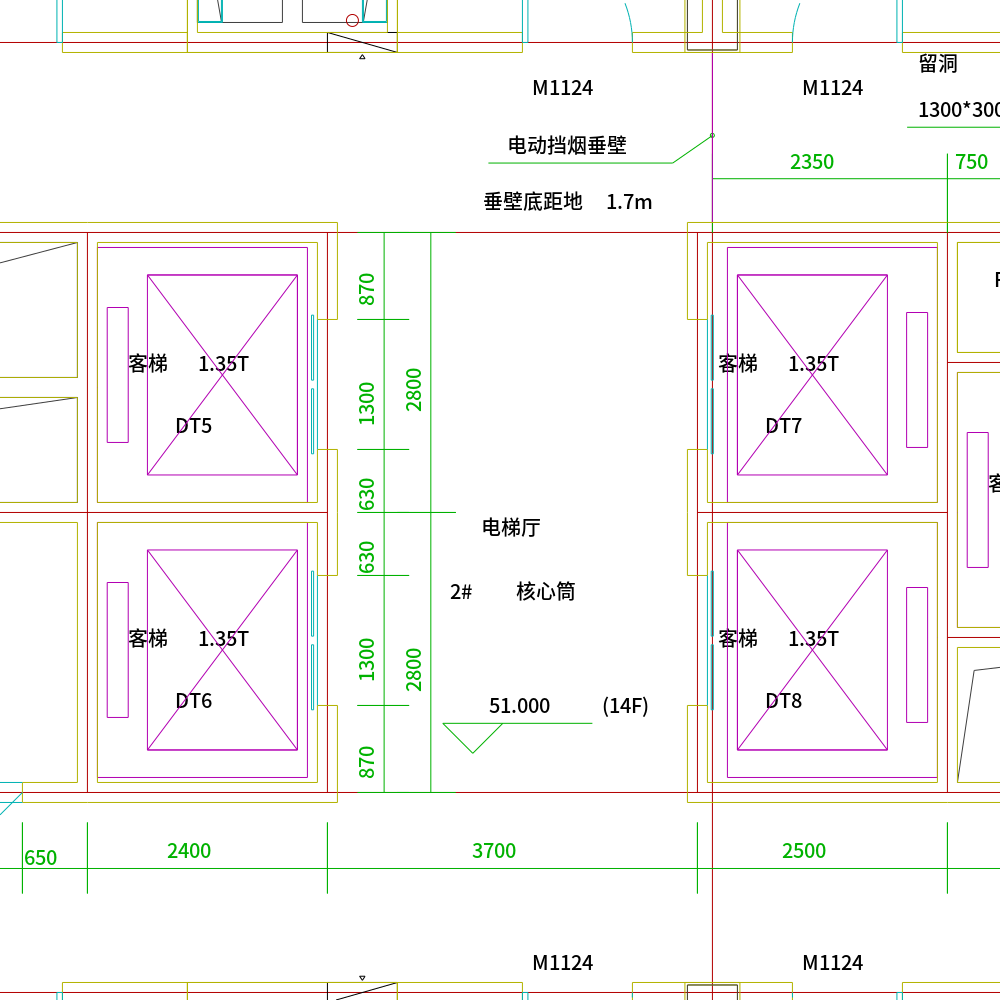 留洞
M1124
M1124
1300*300
电动挡烟垂壁
2350
750
垂壁底距地 1.7m
870
客梯 1.35T
客梯 1.35T
1300
2800
DT5
DT7
630
电梯厅
630
2# 核心筒
客梯 1.35T
客梯 1.35T
1300
2800
DT6
DT8
51.000 (14F)
870
650
2400
3700
2500
M1124
M1124